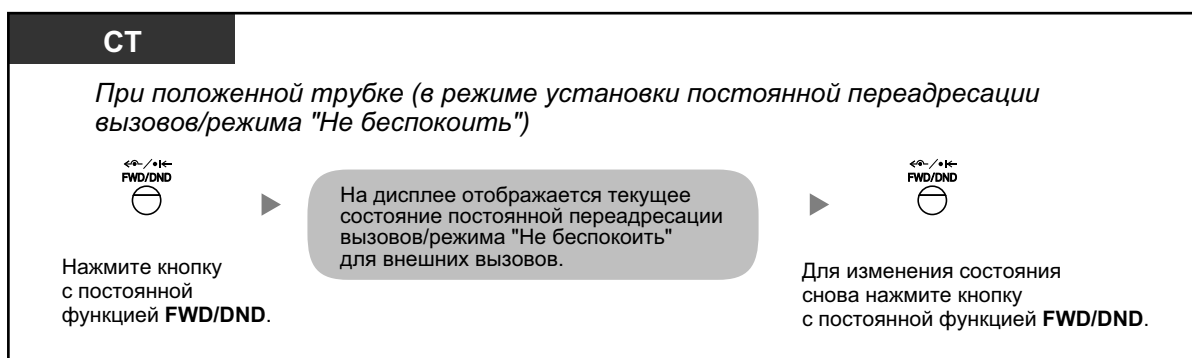 СТ
При положенной трубке (в режиме установки постоянной переадресации
вызовов/режима "Не беспокоить")
FWD/DND
Нажмите кнопку
с постоянной
функцией FWD/DND.
На дисплее отображается текущее
состояние постоянной переадресации
вызовов/режима "Не беспокоить"
для внешних вызовов.
FWD/DND
Для изменения состояния
снова нажмите кнопку
с постоянной функцией FWD/DND.